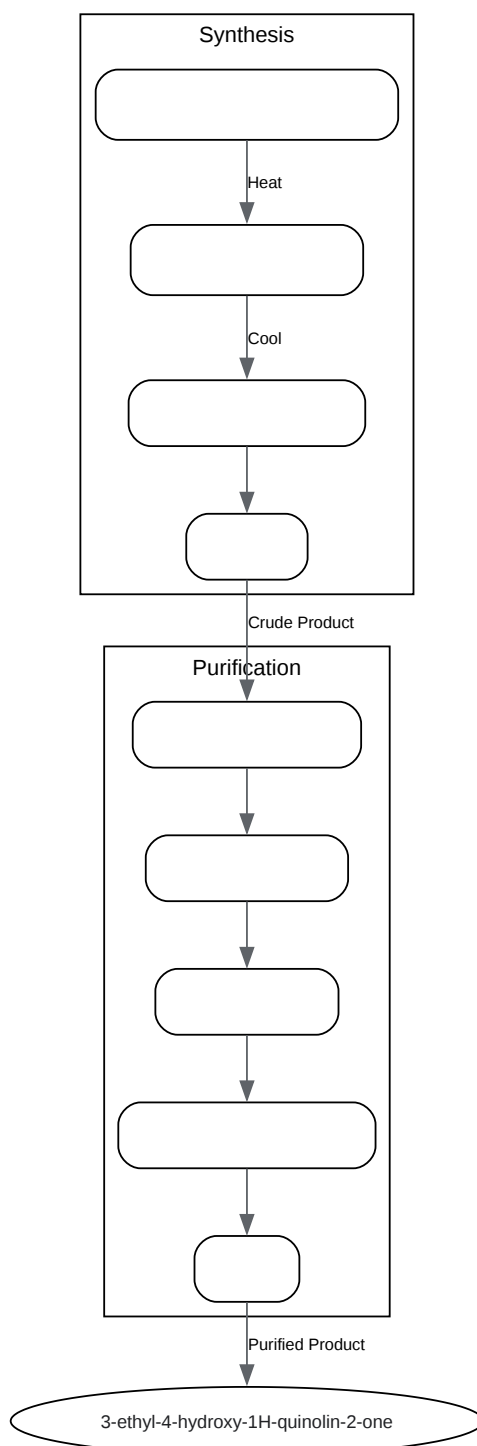 Synthesis
Heat
Cool
Crude Product
Purification
Purified Product
3-ethyl-4-hydroxy-1H-quinolin-2-one